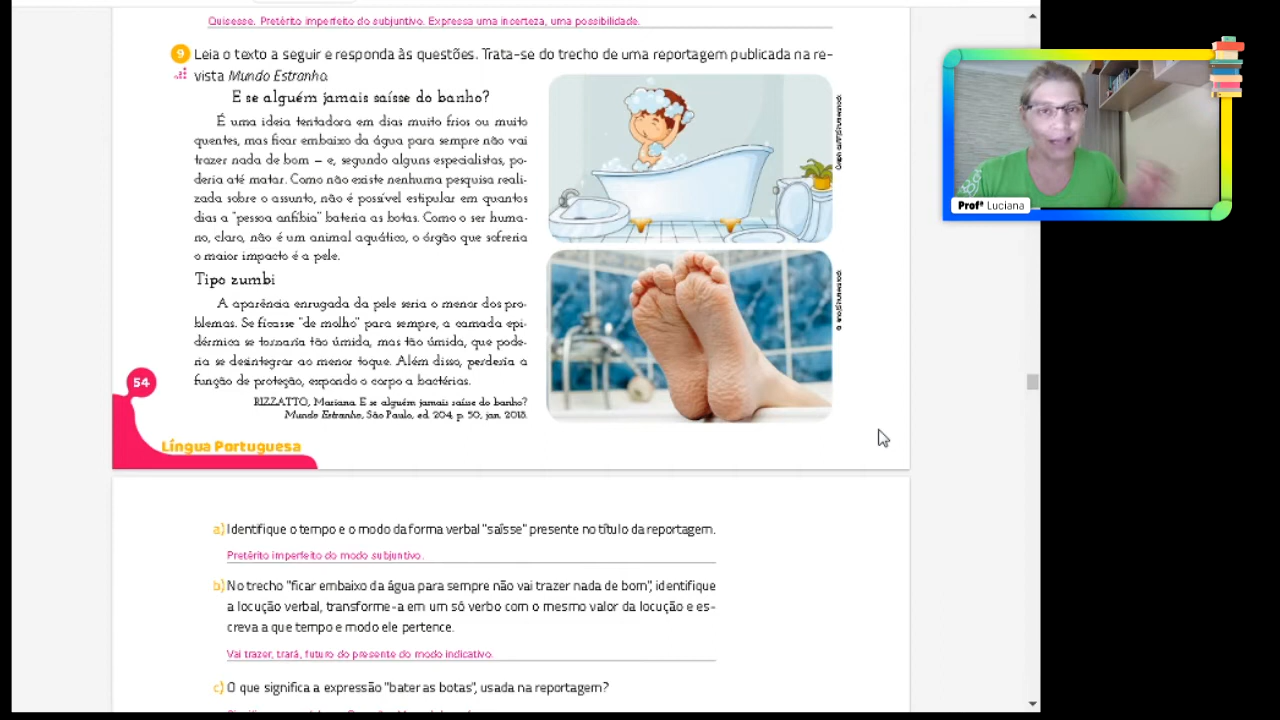 Quisesse. Pretérito imperfeito do subjuntivo. Expressa uma incerteza, uma possibilidade.
9 Leia o texto a seguir e responda às questões. Trata-se do trecho de uma reportagem publicada na re-
vista Mundo Estranho.
E se alguém jamais saísse do banho?
É uma ideia tentadora em dias muito frios ou muito
quentes, mas ficar embaixo da água para sempre não vai
trazer nada de bom – e, segundo alguns especialistas, po-
deria até matar. Como não existe nenhuma pesquisa reali-
zada sobre o assunto, não é possível estipular em quantos
dias a "pessoa anfíbia" bateria as botas. Como o ser huma-
no, claro, não é um animal aquático, o órgão que sofreria
o maior impacto é a pele.
Tipo zumbi
A aparência enrugada da pele seria o menor dos pro-
blemas. Se ficasse "de molho" para sempre, a camada epi-
dérmica se tornaria tão úmida, mas tão úmida, que pode-
ria se desintegrar ao menor toque. Além disso, perderia a
função de proteção, expondo o corpo a bactérias.
RIZZATTO, Mariana. E se alguém jamais saísse do banho?
Mundo Estranho, São Paulo, ed. 204, p. 50, jan. 2018.
54
Língua Portuguesa
Profª Luciana
a) Identifique o tempo e o modo da forma verbal "saísse" presente no título da reportagem.
Pretérito imperfeito do modo subjuntivo.
b) No trecho "ficar embaixo da água para sempre não vai trazer nada de bom", identifique
a locução verbal, transforme-a em um só verbo com o mesmo valor da locução e es-
creva a que tempo e modo ele pertence.
Vai trazer, trará, futuro do presente do modo indicativo.
c) O que significa a expressão "bater as botas", usada na reportagem?